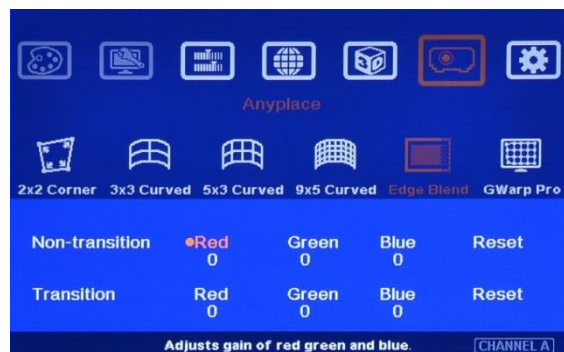 3D
Anyplace
2x2 Corner 3x3 Curved 5x3 Curved 9x5 Curved Edge Blend GWarp Pro
Non-transition Red Green Blue Reset
0 0 0
Transition Red Green Blue Reset
0 0 0
Adjusts gain of red green and blue. CHANNEL A